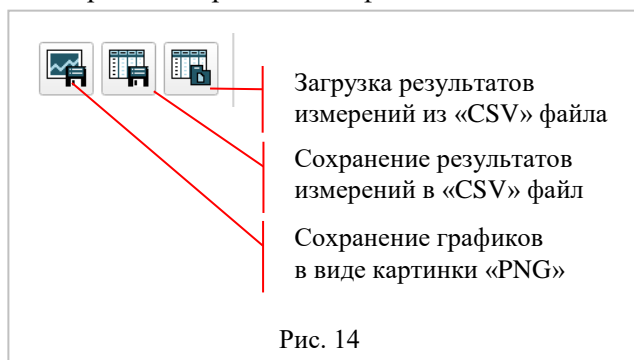 Загрузка результатов
измерений из «CSV» файла
Сохранение результатов
измерений в «CSV» файл
Сохранение графиков
в виде картинки «PNG»
Рис. 14